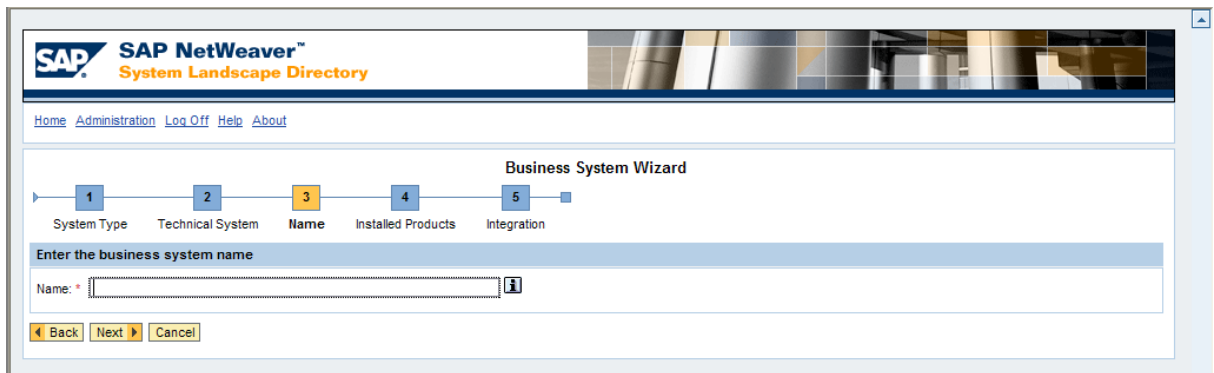 SAP NetWeaver™
SAP
System Landscape Directory
Home Administration Log Off Help About
Business System Wizard
1 2 3 4 5
System Type Technical System Name Installed Products Integration
Enter the business system name
Name: *
Back Next Cancel